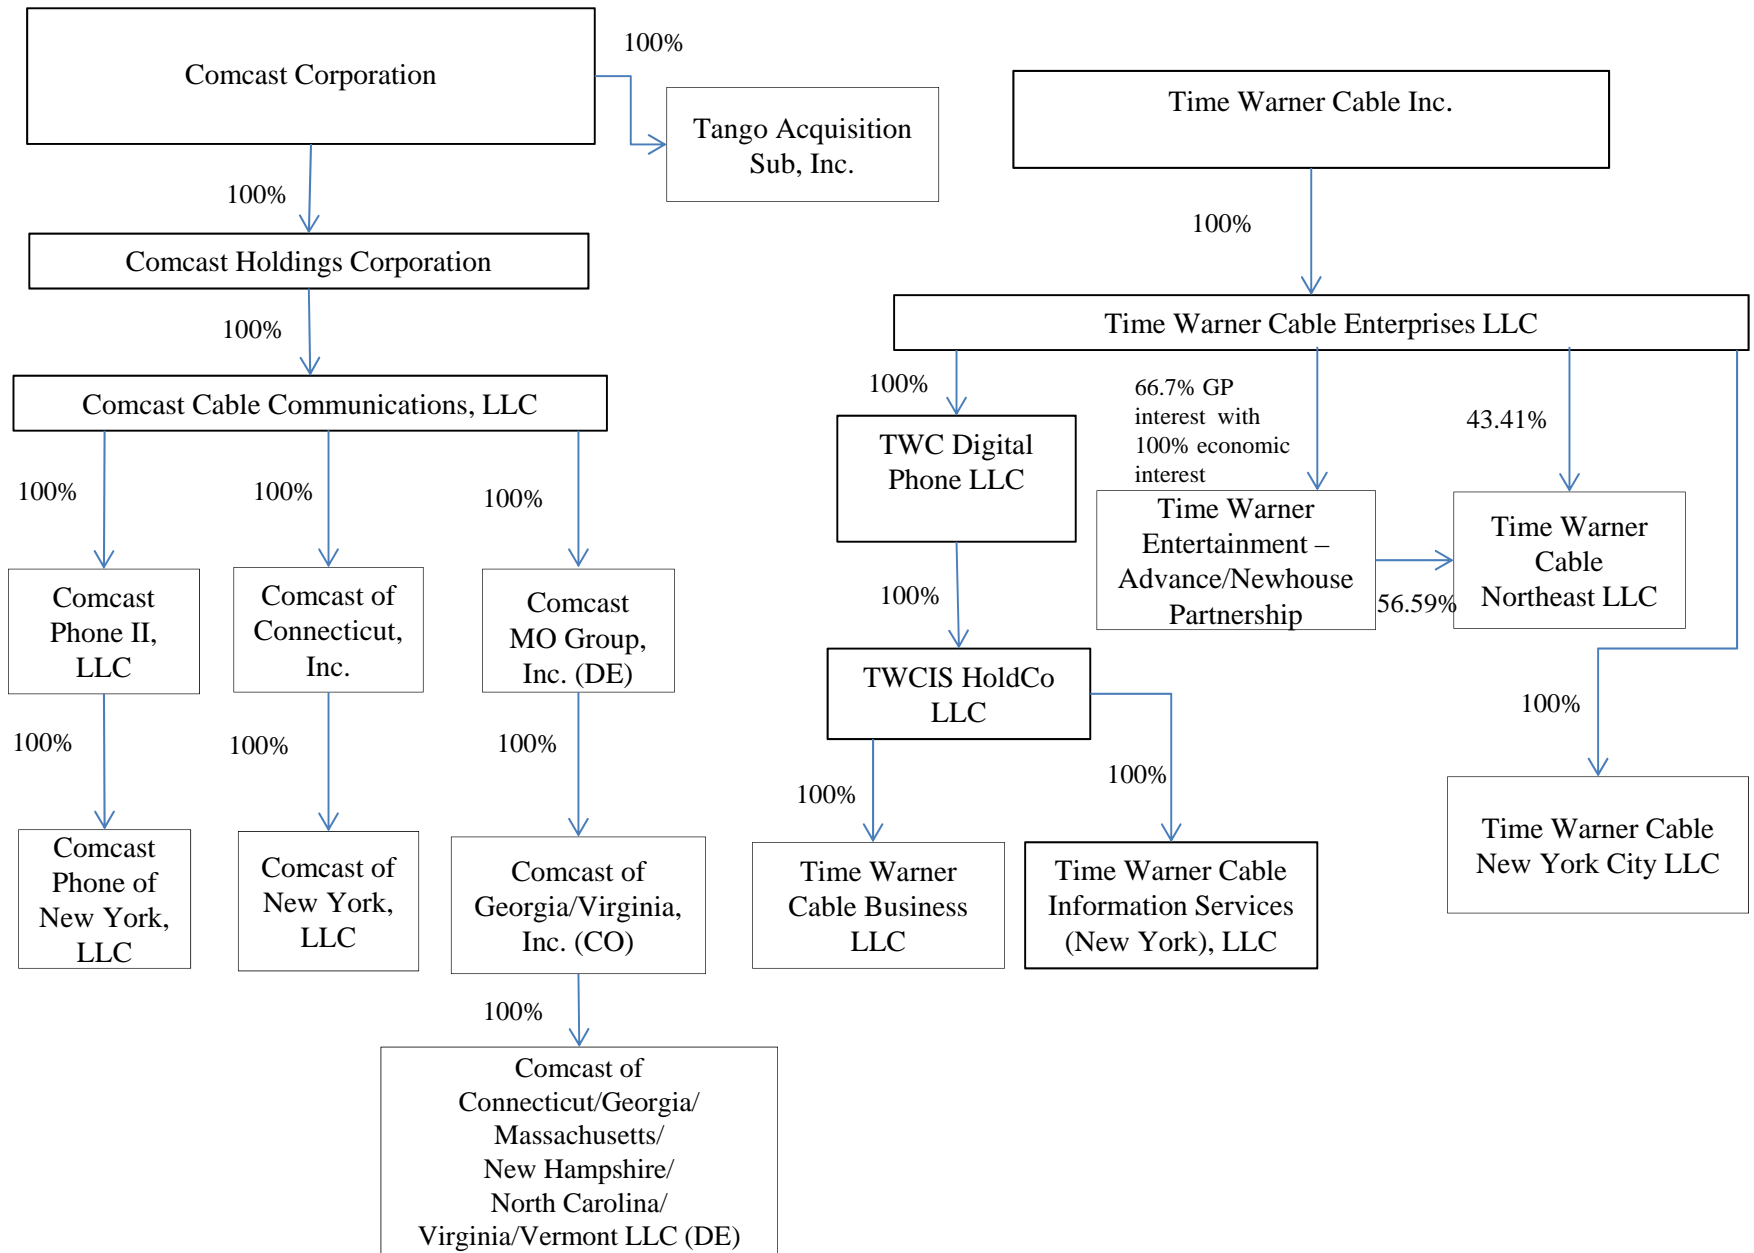 Comcast Corporation
100%
Tango Acquisition
Sub, Inc.
100%
Comcast Holdings Corporation
100%
Comcast Cable Communications, LLC
100%
100%
100%
Comcast
Phone II,
LLC
Comcast of
Connecticut,
Inc.
Comcast
MO Group,
Inc. (DE)
100%
100%
100%
Comcast
Phone of
New York,
LLC
Comcast of
New York,
LLC
Comcast of
Georgia/Virginia,
Inc. (CO)
100%
Comcast of
Connecticut/Georgia/
Massachusetts/
New Hampshire/
North Carolina/
Virginia/Vermont LLC (DE)
Time Warner Cable Inc.
100%
Time Warner Cable Enterprises LLC
100%
66.7% GP
interest with
100% economic
interest
43.41%
TWC Digital
Phone LLC
Time Warner
Entertainment –
Advance/Newhouse
Partnership
56.59%
Time Warner
Cable
Northeast LLC
100%
TWCIS HoldCo
LLC
100%
100%
100%
Time Warner
Cable Business
LLC
Time Warner Cable
Information Services
(New York), LLC
Time Warner Cable
New York City LLC